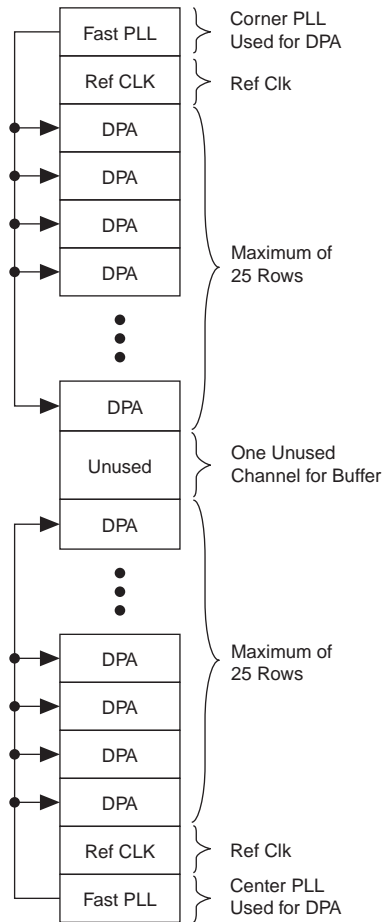 Fast PLL
Corner PLL
Used for DPA
Ref CLK
Ref Clk
DPA
DPA
DPA
DPA
Maximum of
25 Rows
DPA
Unused
One Unused
Channel for Buffer
DPA
Maximum of
25 Rows
DPA
DPA
DPA
DPA
Ref CLK
Ref Clk
Fast PLL
Center PLL
Used for DPA